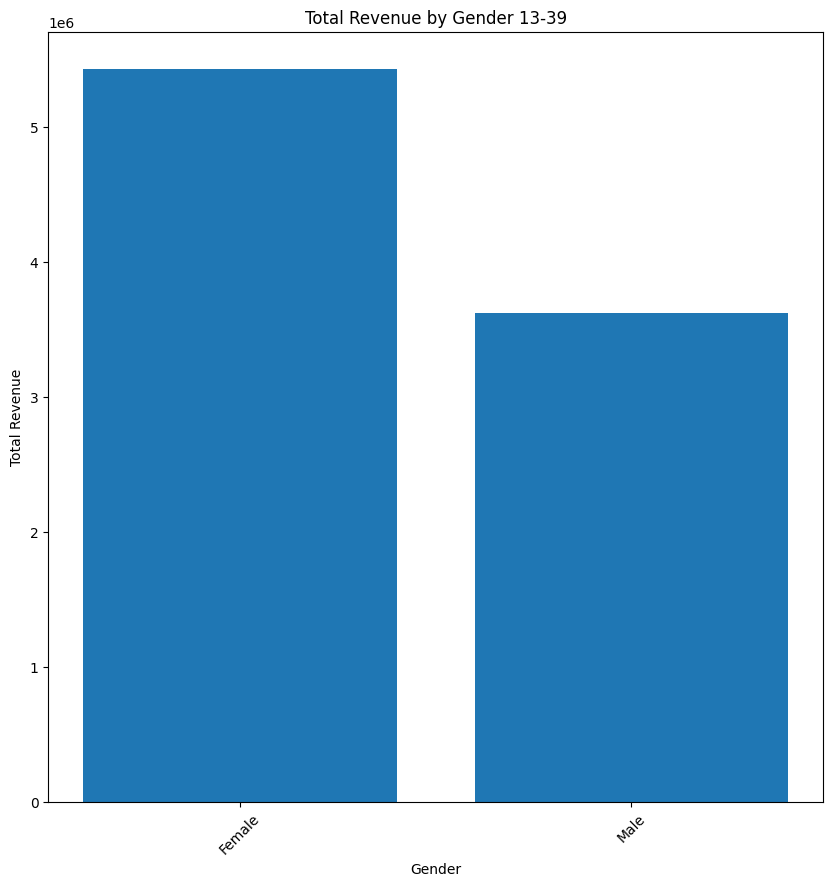 Total Revenue by Gender 13-39
1e6
5
4
3
2
1
0
Total Revenue
Female
Male
Gender